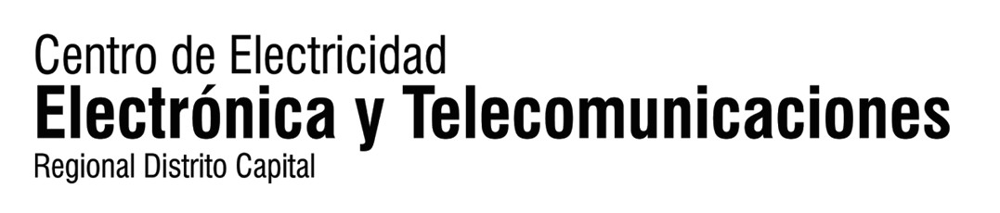 Centro de Electricidad
Electrónica y Telecomunicaciones
Regional Distrito Capital